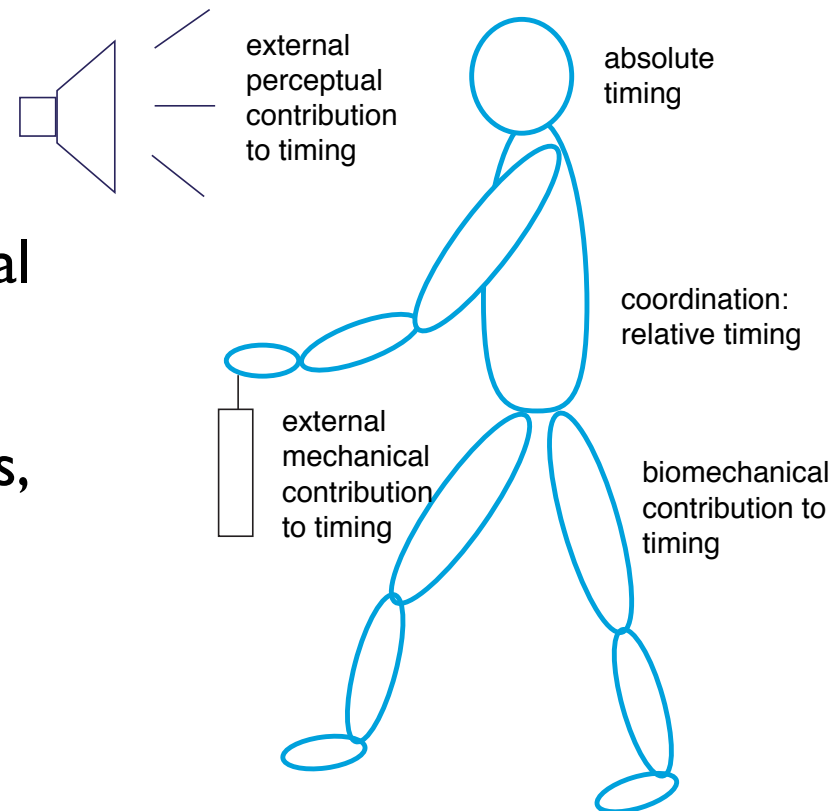 external
perceptual
contribution
to timing
absolute
timing
al
coordination:
relative timing
s,
external
mechanical
contribution
to timing
biomechanical
contribution to
timing